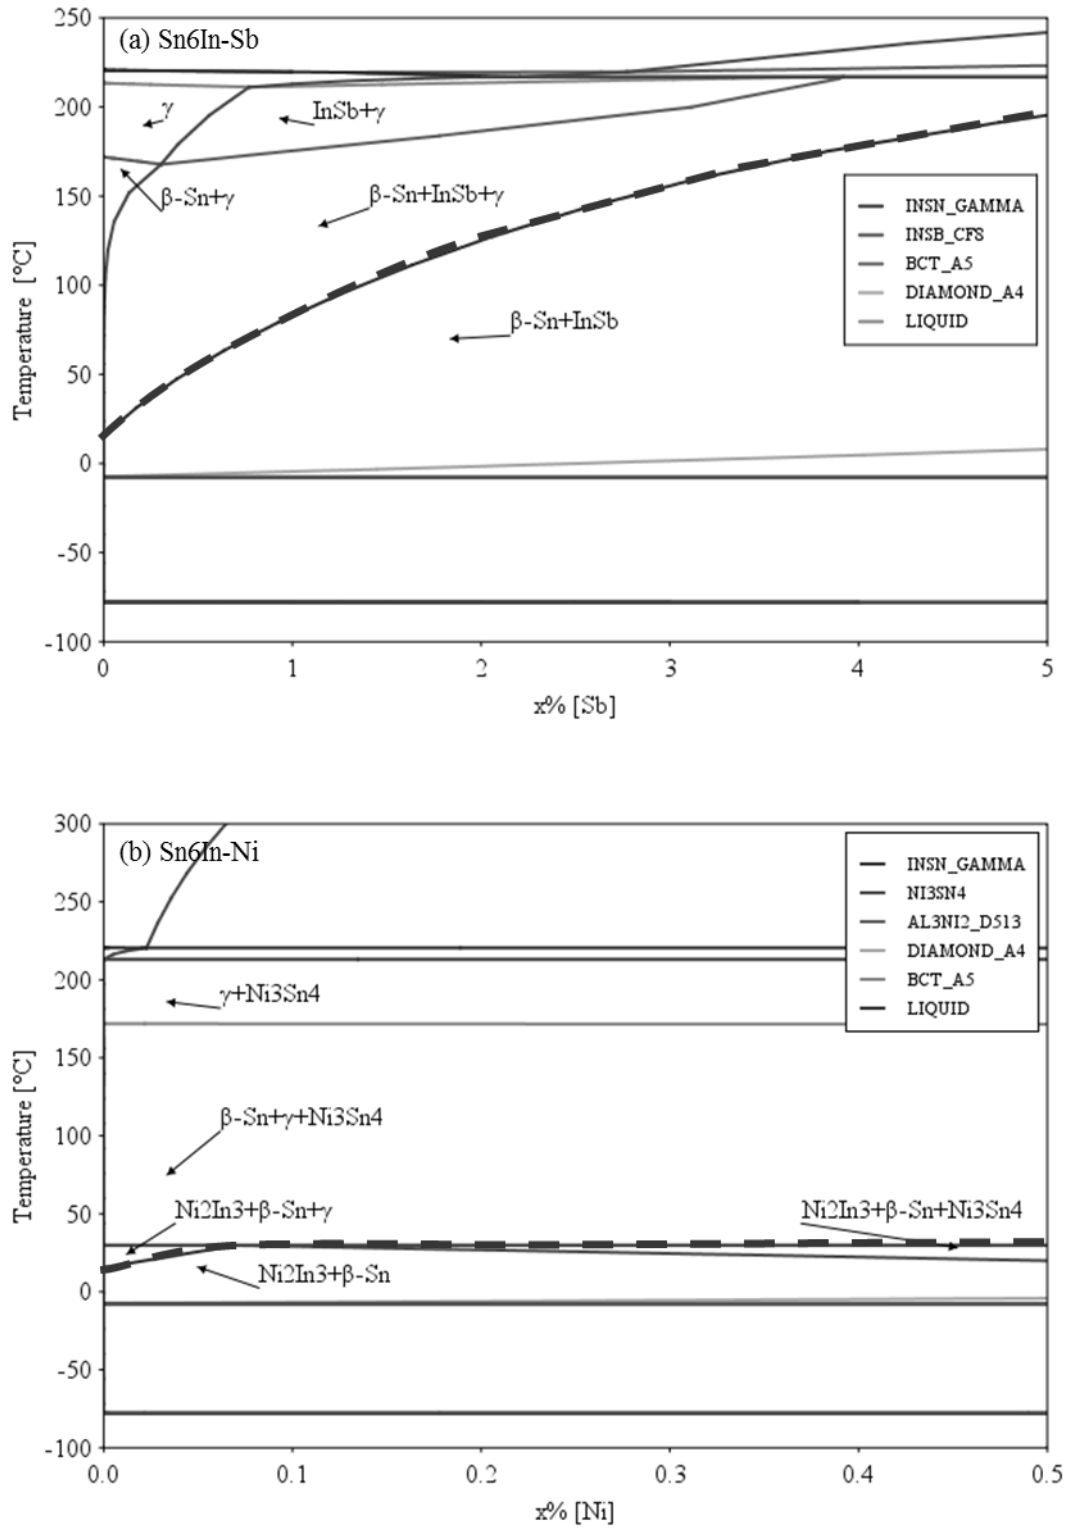 (a) Sn6In-Sb
250
200
150
100
50
0
-50
-100
Temperature [°C]
γ
InSb+γ
β-Sn+γ
β-Sn+InSb+γ
β-Sn+InSb
INSN_GAMMA
INSB_CF8
BCT_A5
DIAMOND_A4
LIQUID
0 1 2 3 4 5
x% [Sb]
(b) Sn6In-Ni
300
250
200
150
100
50
0
-50
-100
Temperature [°C]
γ+Ni3Sn4
β-Sn+γ+Ni3Sn4
Ni2In3+β-Sn+γ
Ni2In3+β-Sn+Ni3Sn4
Ni2In3+β-Sn
INSN_GAMMA
NI3SN4
AL3NI2_D513
DIAMOND_A4
BCT_A5
LIQUID
0.0 0.1 0.2 0.3 0.4 0.5
x% [Ni]